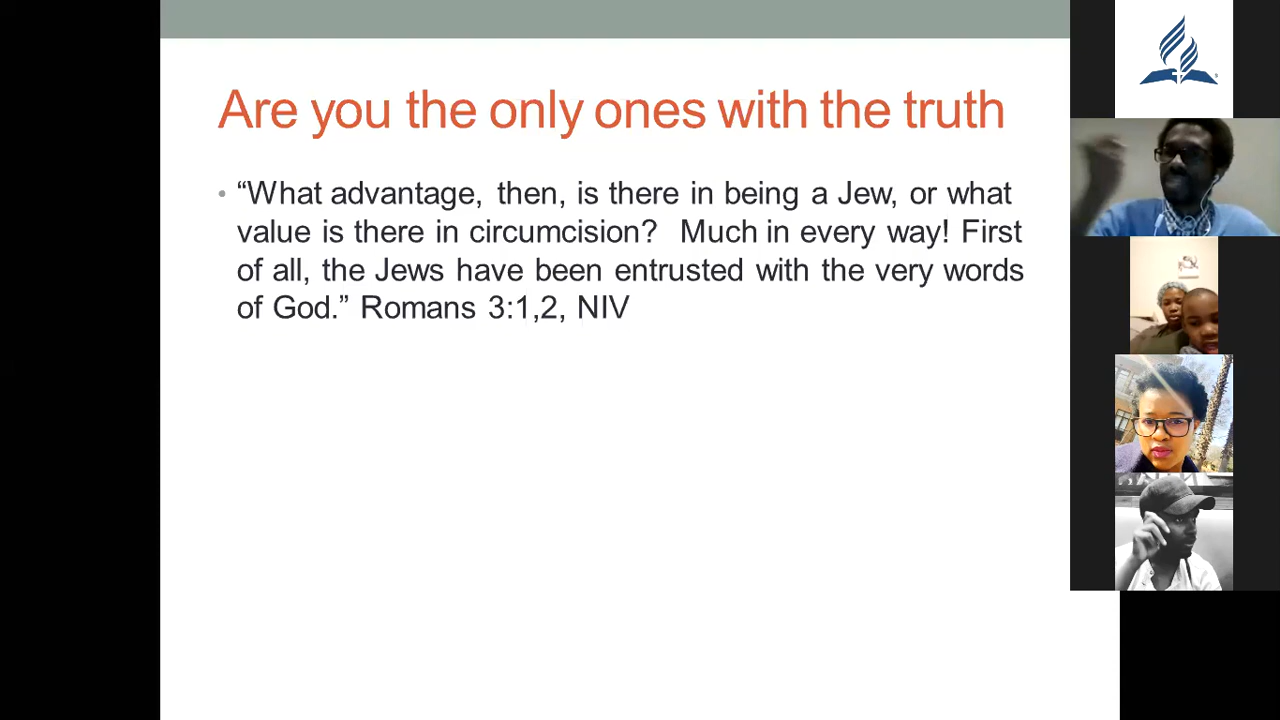 Are you the only ones with the truth
• “What advantage, then, is there in being a Jew, or what
value is there in circumcision? Much in every way! First
of all, the Jews have been entrusted with the very words
of God.” Romans 3:1,2, NIV